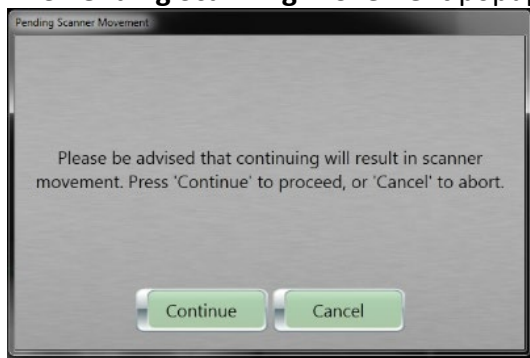 Pending Scanner Movement
Please be advised that continuing will result in scanner
movement. Press 'Continue' to proceed, or 'Cancel' to abort.
Continue
Cancel